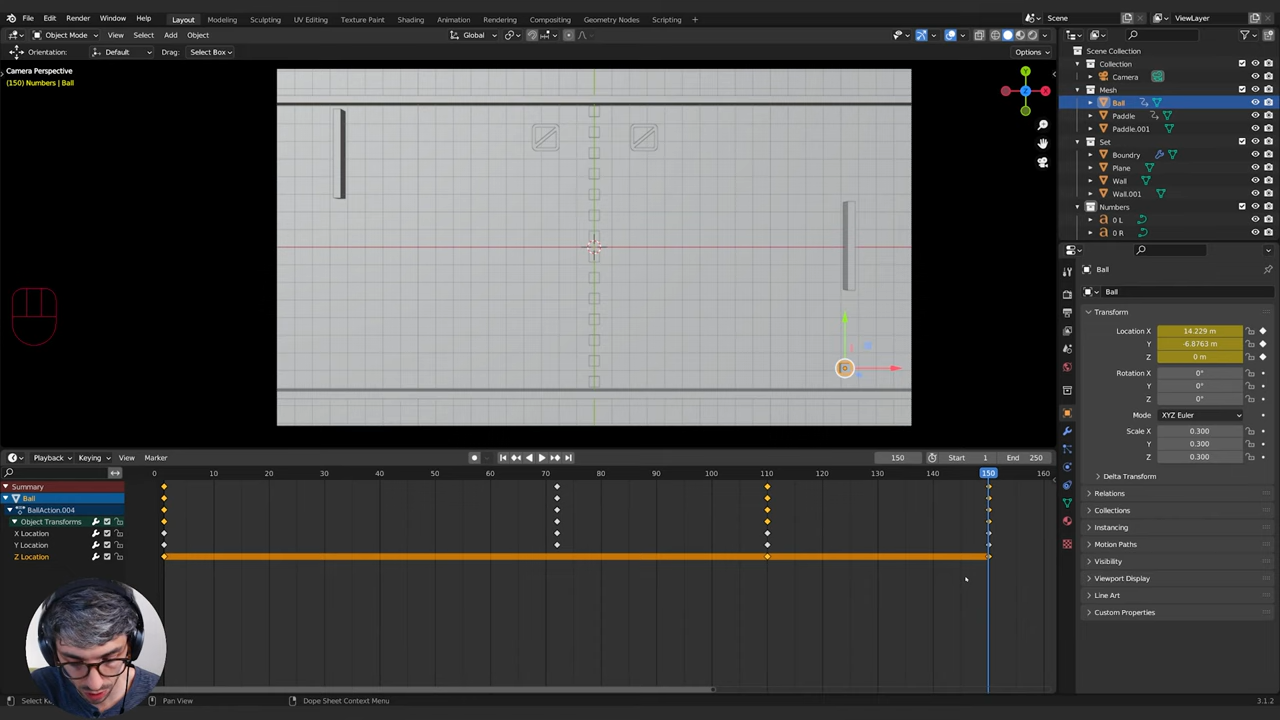 File Edit Render Window Help Layout Modeling Sculpting UV Editing Texture Paint Shading Animation Rendering Compositing Geometry Nodes Scripting + Scene ViewLayer
Object Mode View Select Add Object Global
Orientation: Default Drag: Select Box Options
Camera Perspective
(150) Numbers | Ball
Y
X
Z
Scene Collection
Collection
Camera
Mesh
Ball
Paddle
Paddle.001
Set
Boundry
Plane
Wall
Wall.001
Numbers
0 L
0 R
Ball
Ball
Transform
Location X 14.229 m
Y -6.8763 m
Z 0 m
Rotation X 0°
Y 0°
Z 0°
Mode XYZ Euler
Scale X 0.300
Y 0.300
Z 0.300
Delta Transform
Relations
Collections
Instancing
Motion Paths
Visibility
Viewport Display
Line Art
Custom Properties
Playback Keying View Marker 150 Start 1 End 250
0 10 20 30 40 50 60 70 80 90 100 110 120 130 140 150 160
Summary
Ball
BallAction.004
Object Transforms
X Location
Y Location
Z Location
Pan View Dope Sheet Context Menu 3.1.2